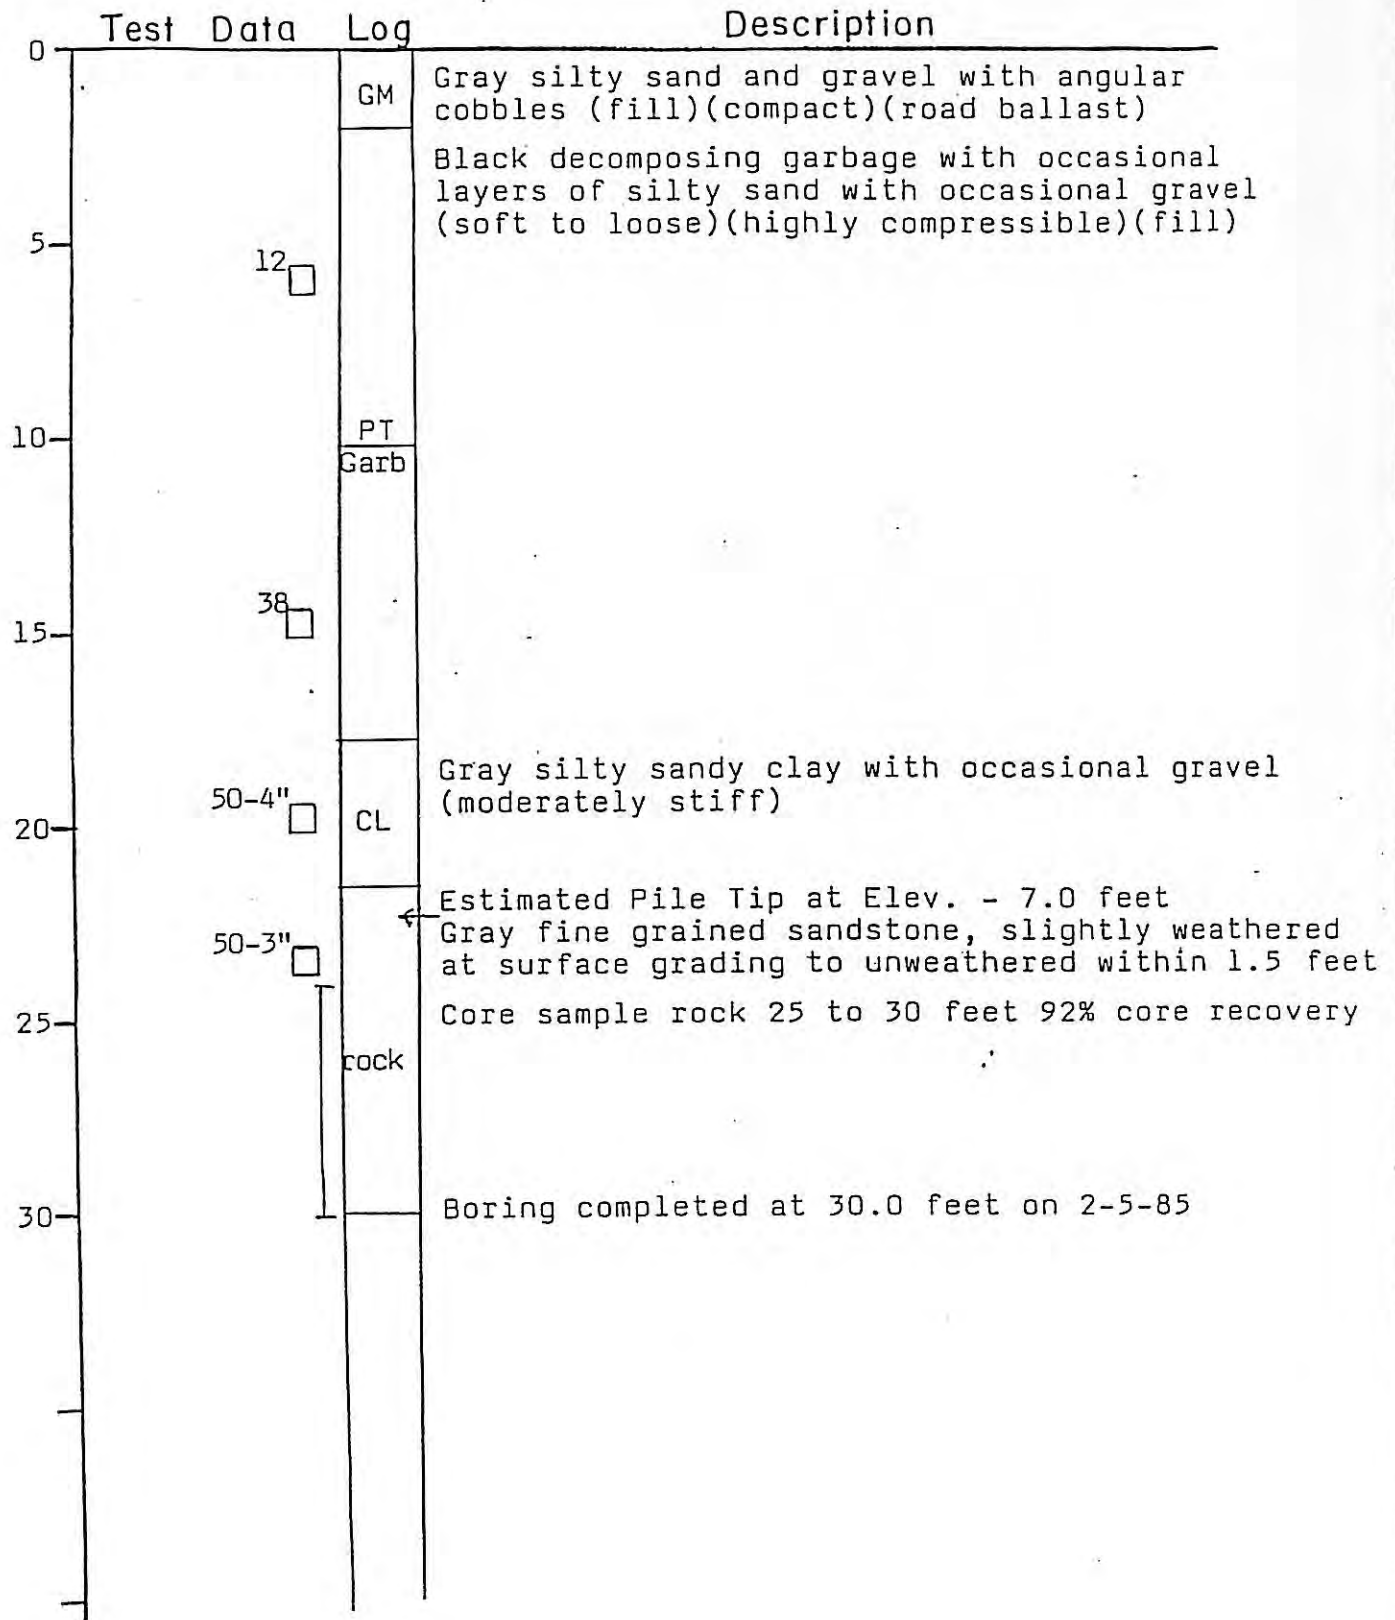 Test Data Log Description
0
GM
Gray silty sand and gravel with angular
cobbles (fill)(compact)(road ballast)
Black decomposing garbage with occasional
layers of silty sand with occasional gravel
(soft to loose)(highly compressible)(fill)
5
12
10
PT
Garb
38
15
Gray silty sandy clay with occasional gravel
(moderately stiff)
50-4"
CL
20
Estimated Pile Tip at Elev. - 7.0 feet
Gray fine grained sandstone, slightly weathered
at surface grading to unweathered within 1.5 feet
50-3"
Core sample rock 25 to 30 feet 92% core recovery
25
rock
30
Boring completed at 30.0 feet on 2-5-85